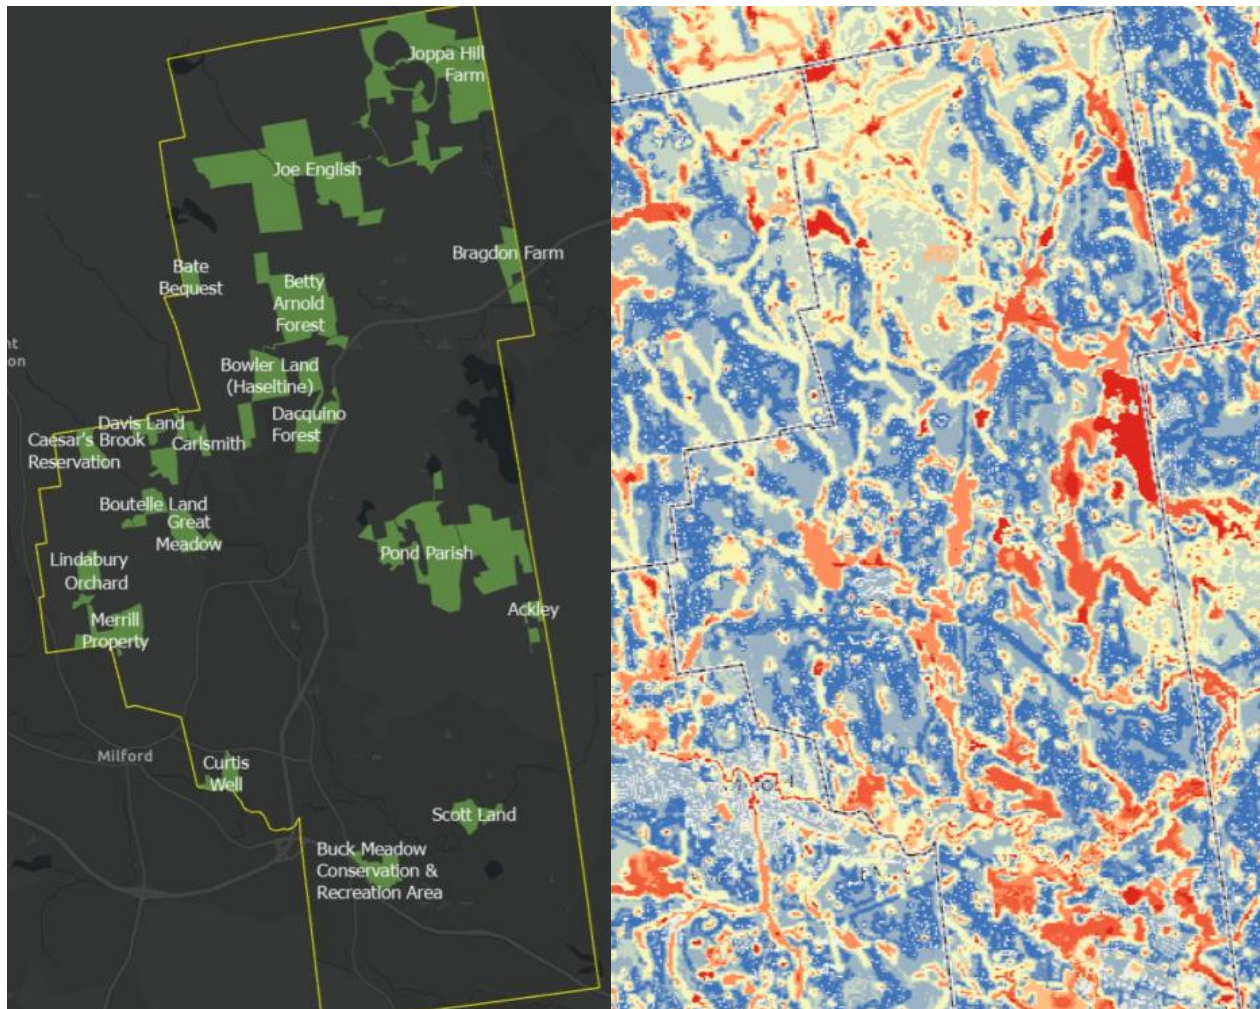 Joppa Hill
Farm
Joe English
Bragdon Farm
Bate
Bequest
Betty
Arnold
Forest
Bowler Land
(Haseltine)
Dacquino
Forest
Davis Land
Caesar's Brook
Reservation
Carlsmith
Boutelle Land
Great
Meadow
Pond Parish
Lindabury
Orchard
Ackley
Merrill
Property
Milford
Curtis
Well
Scott Land
Buck Meadow
Conservation &
Recreation Area